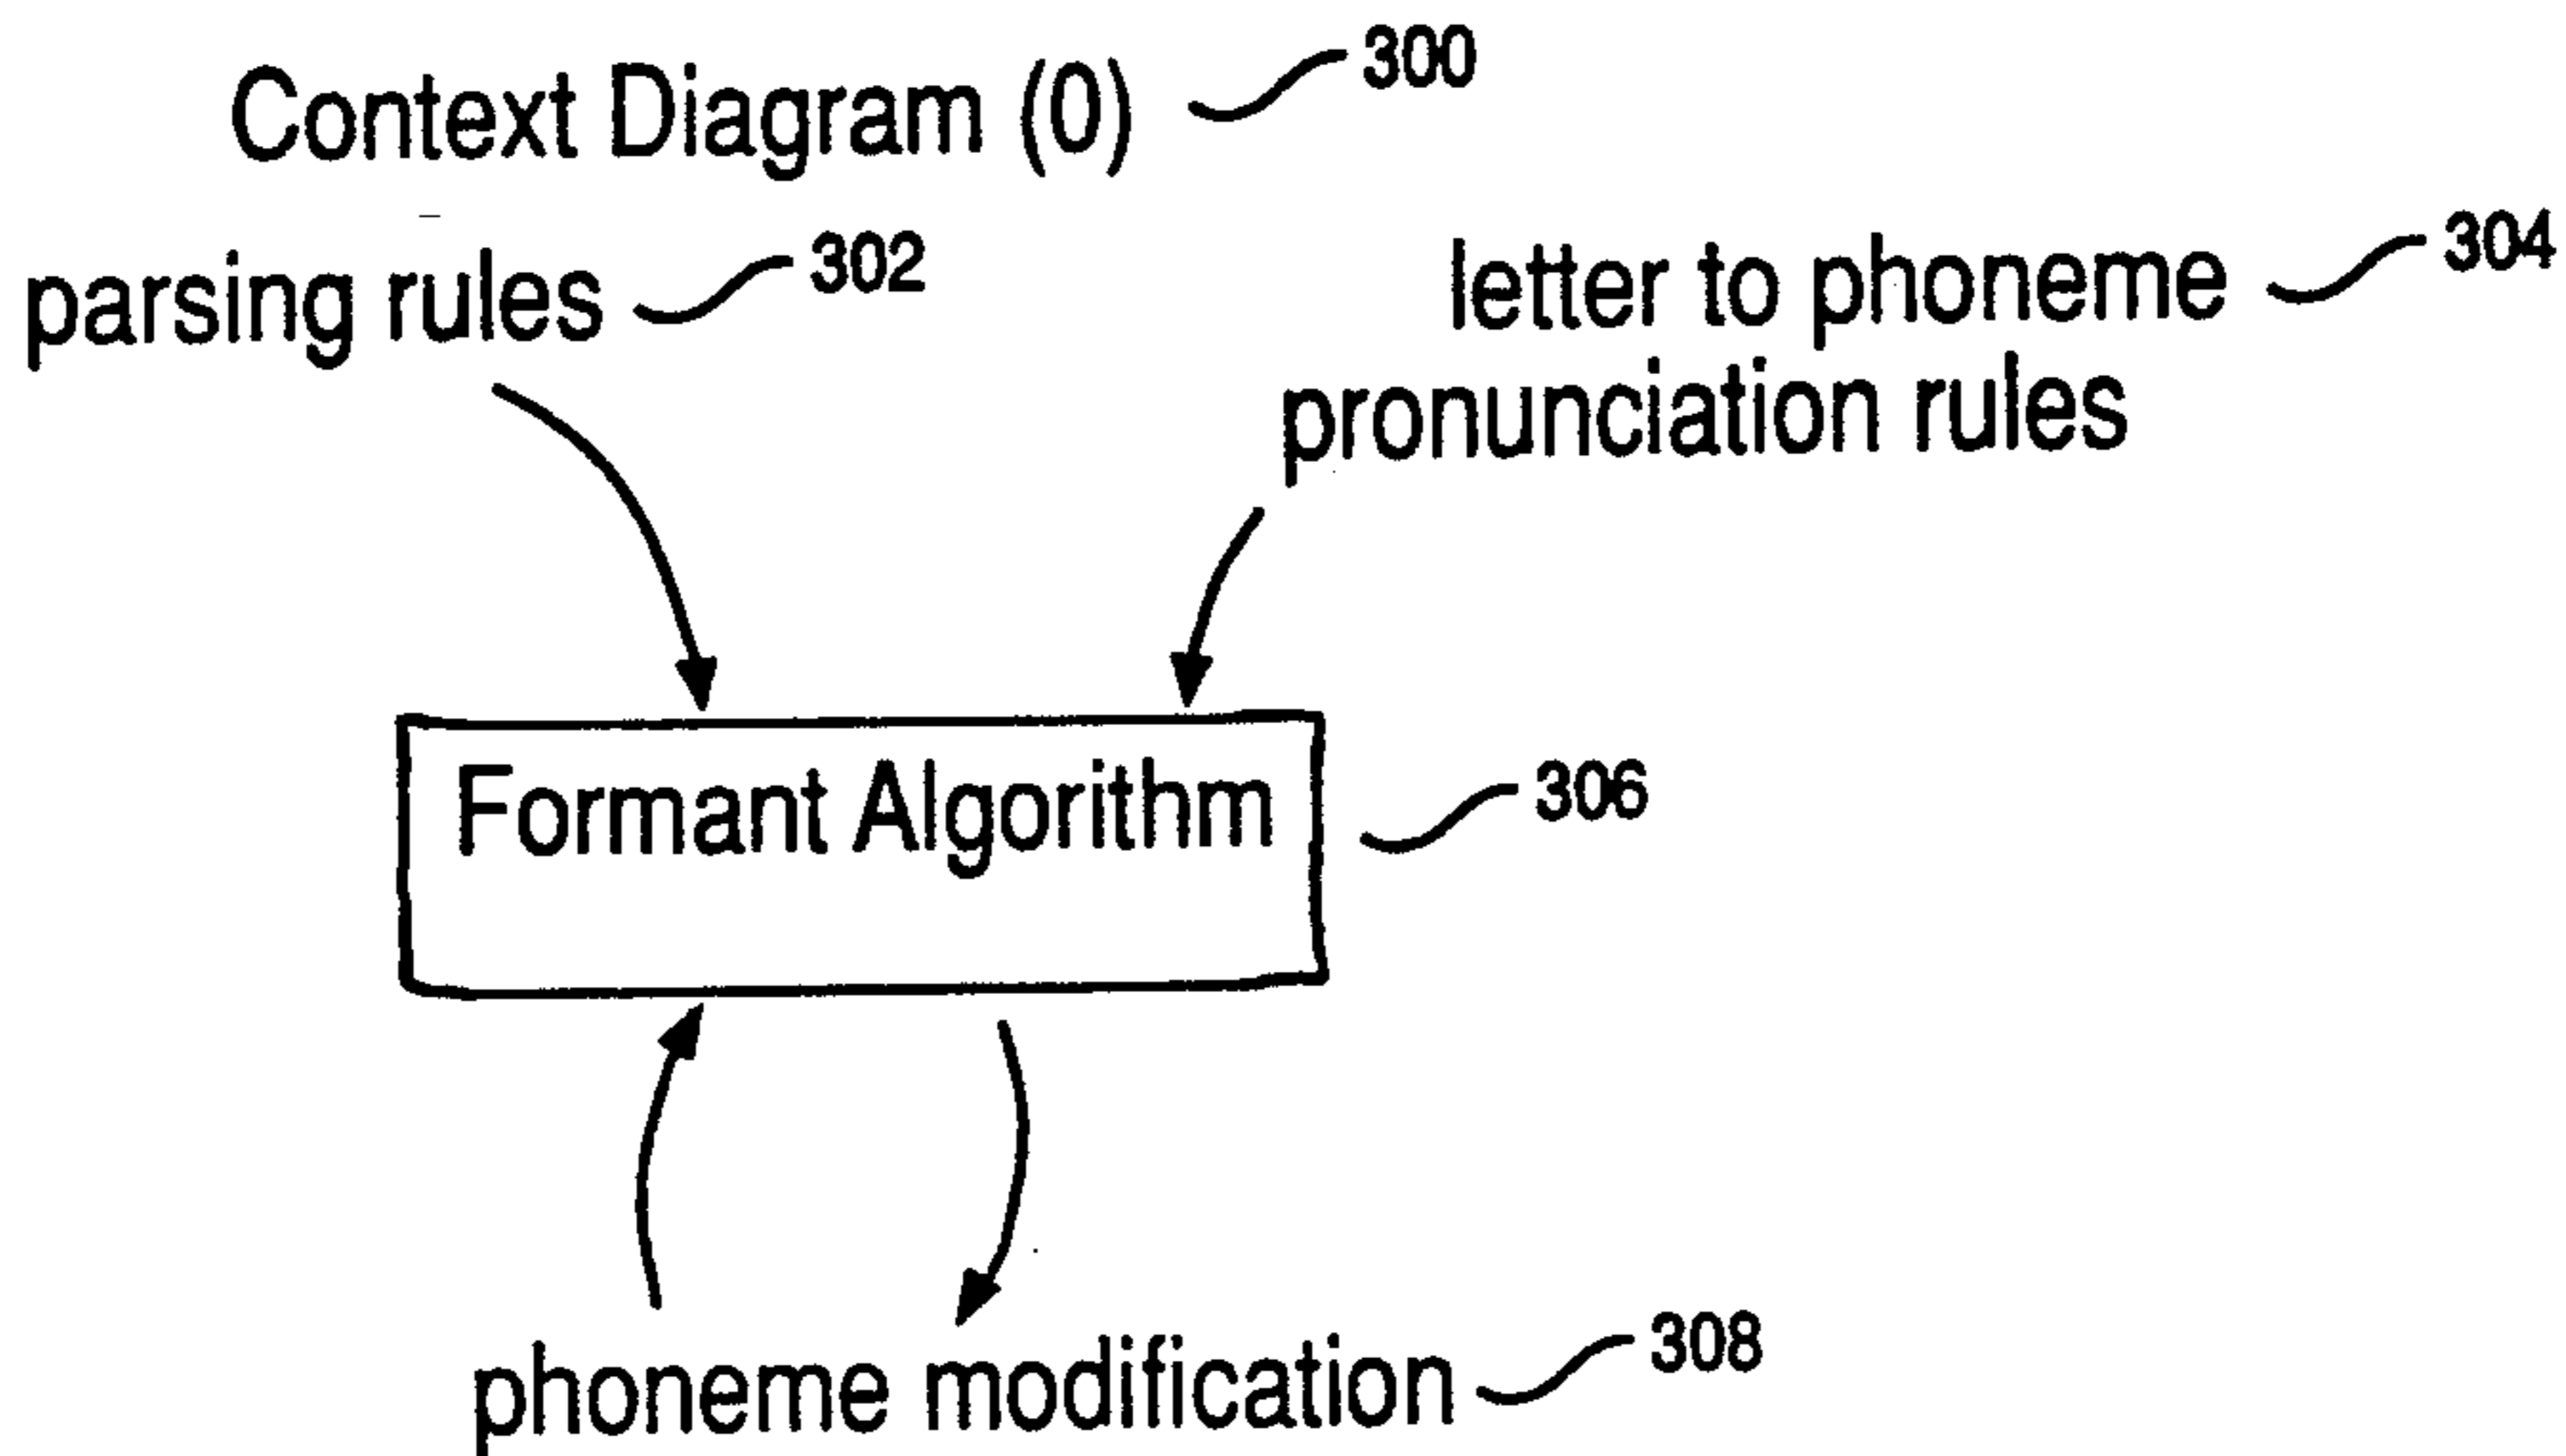 Context Diagram (0) 300
parsing rules 302
letter to phoneme 304
pronunciation rules
Formant Algorithm 306
phoneme modification 308